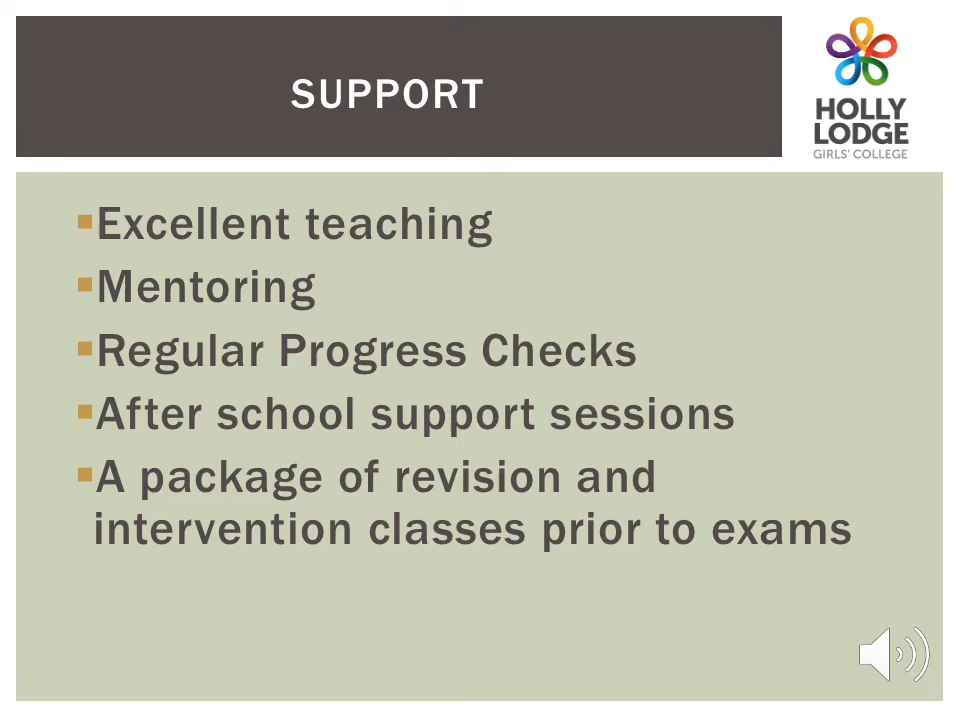 SUPPORT
HOLLY
LODGE
GIRLS' COLLEGE
Excellent teaching
Mentoring
Regular Progress Checks
After school support sessions
A package of revision and
intervention classes prior to exams